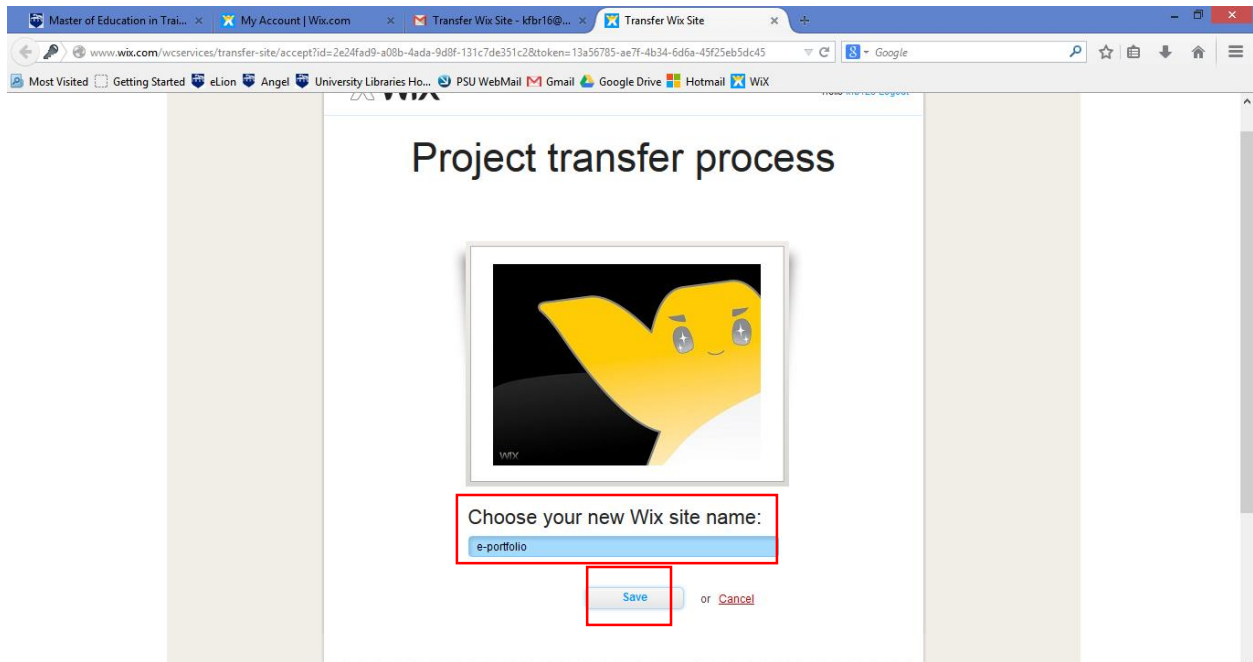 Master of Education in Trai...
My Account | Wix.com
Transfer Wix Site - kfbr16@...
Transfer Wix Site
www.wix.com/wcservices/transfer-site/accept?id=2e24fad9-a08b-4ada-9d8f-131c7de351c2&token=13a56785-ae7f-4b34-6d6a-45f25eb5dc45
Google
Most Visited Getting Started eLion Angel University Libraries Ho... PSU WebMail Gmail Google Drive Hotmail WiX
WIX
Project transfer process
WIX
Choose your new Wix site name:
e-portfolio
Save or Cancel